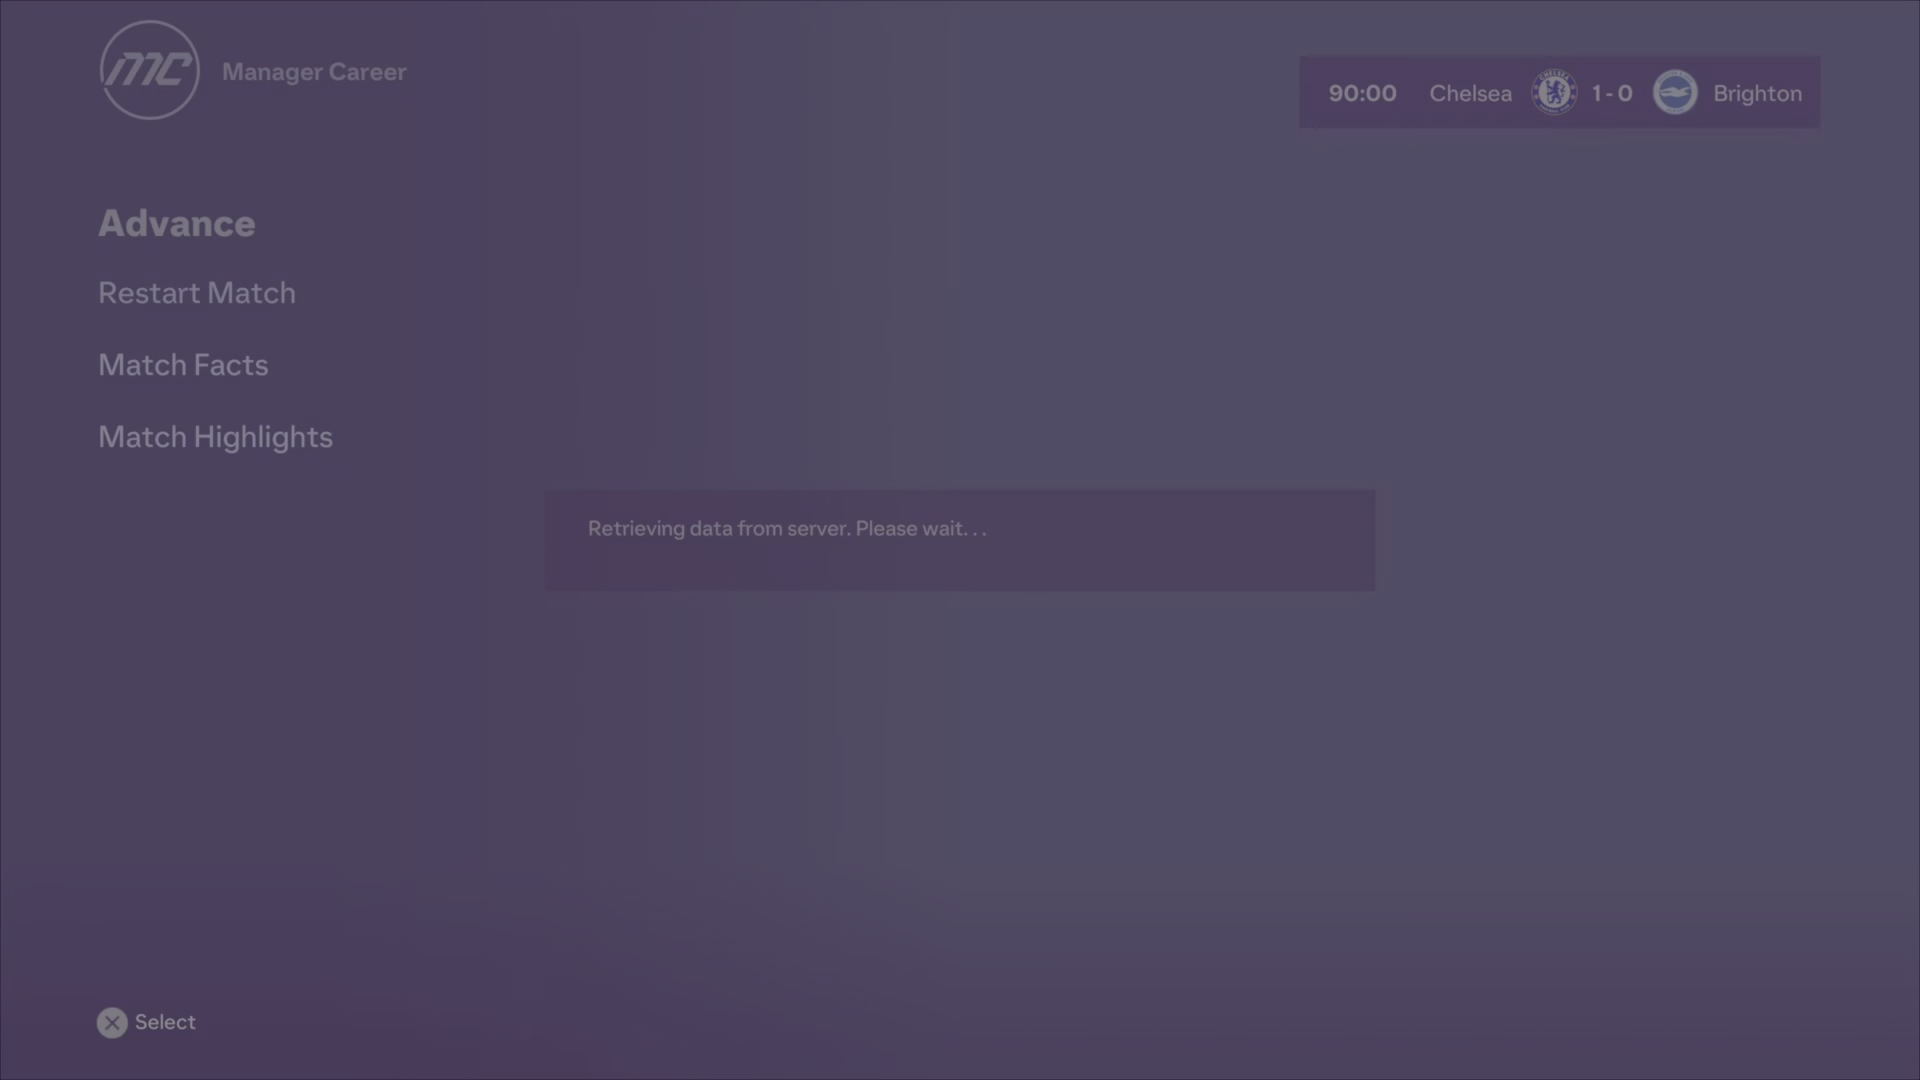 MC Manager Career
90:00 Chelsea 1 - 0 Brighton
Advance
Restart Match
Match Facts
Match Highlights
Retrieving data from server. Please wait. . .
Select